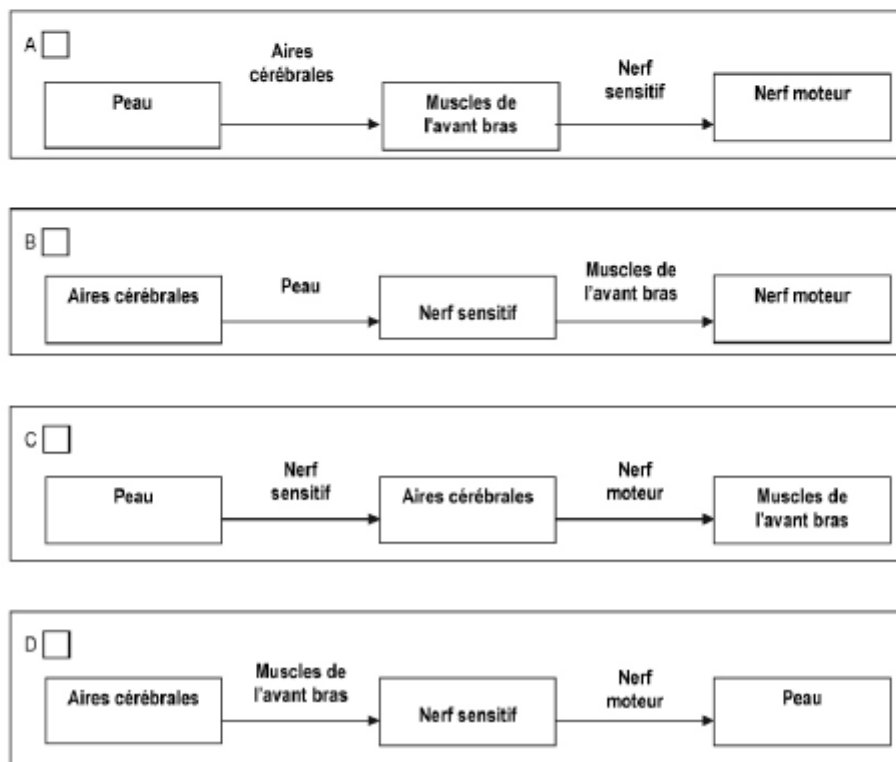 A
Aires
cérébrales
Nerf
sensitif
Peau
Muscles de
l'avant bras
Nerf moteur
B
Aires cérébrales
Peau
Nerf sensitif
Muscles de
l'avant bras
Nerf moteur
C
Peau
Nerf
sensitif
Aires cérébrales
Nerf
moteur
Muscles de
l'avant bras
D
Aires cérébrales
Muscles de
l'avant bras
Nerf sensitif
Nerf
moteur
Peau